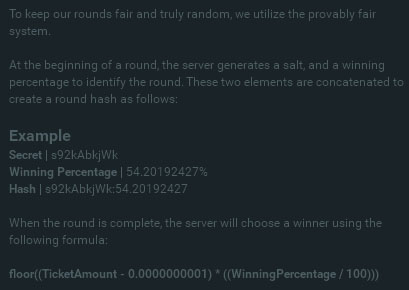 To keep our rounds fair and truly random, we utilize the provably fair
system.
At the beginning of a round, the server generates a salt, and a winning
percentage to identify the round. These two elements are concatenated to
create a round hash as follows:
Example
Secret | s92kAbkjWk
Winning Percentage | 54.20192427%
Hash | s92kAbkjWk:54.20192427
When the round is complete, the server will choose a winner using the
following formula:
floor((TicketAmount - 0.0000000001) * ((WinningPercentage / 100)))